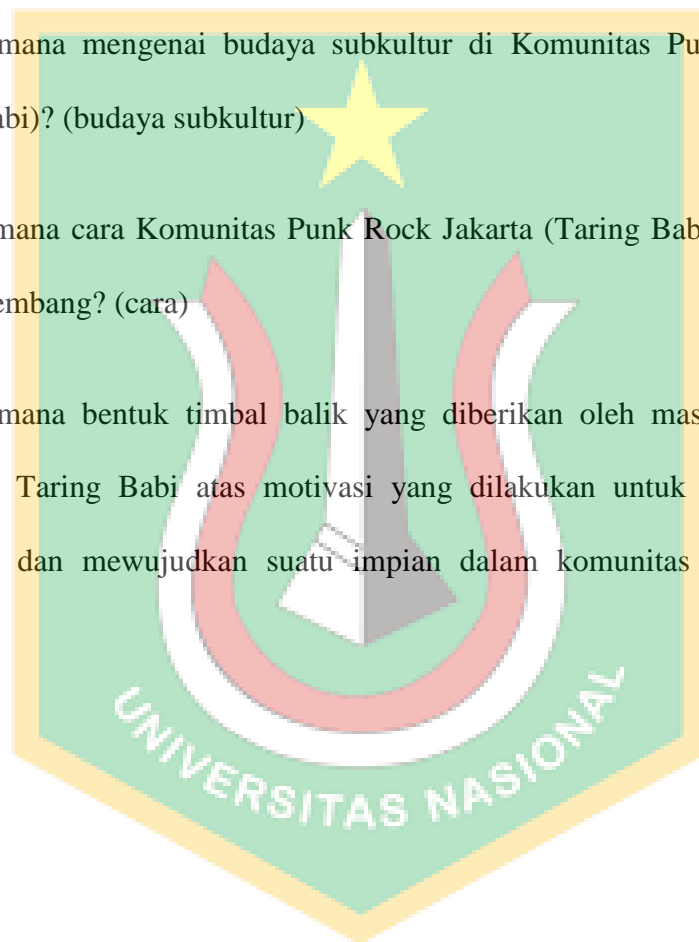 mana mengenai budaya subkultur di Komunitas Pu
abi)? (budaya subkultur)
mana cara Komunitas Punk Rock Jakarta (Taring Bab
embang? (cara)
mana bentuk timbal balik yang diberikan oleh mas
Taring Babi atas motivasi yang dilakukan untuk
dan mewujudkan suatu impian dalam komunitas
UNIVERSITAS NASIONAL